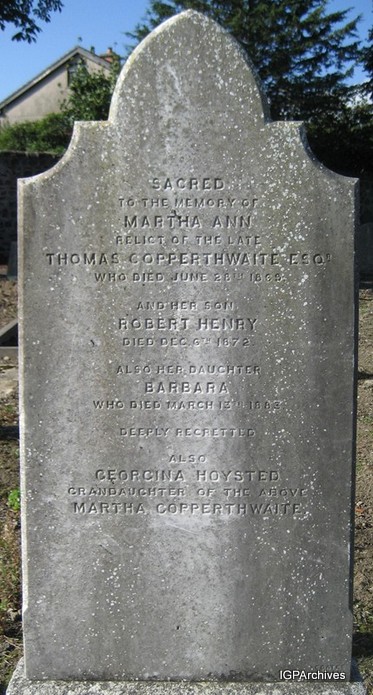 SACRED
TO THE MEMORY OF
MARTHA ANN
RELICT OF THE LATE
THOMAS COPPERTHWAITE ESQR
WHO DIED JUNE 28TH 1869
AND HER SON
ROBERT HENRY
DIED DEC. 6TH 1872
ALSO HER DAUGHTER
BARBARA
WHO DIED MARCH 13TH
DEEPLY REGRETTED
ALSO
GEORGINA HOYSTED
GRANDAUGHTER OF THE ABOVE
MARTHA COPPERTHWAITE
IGPArchives